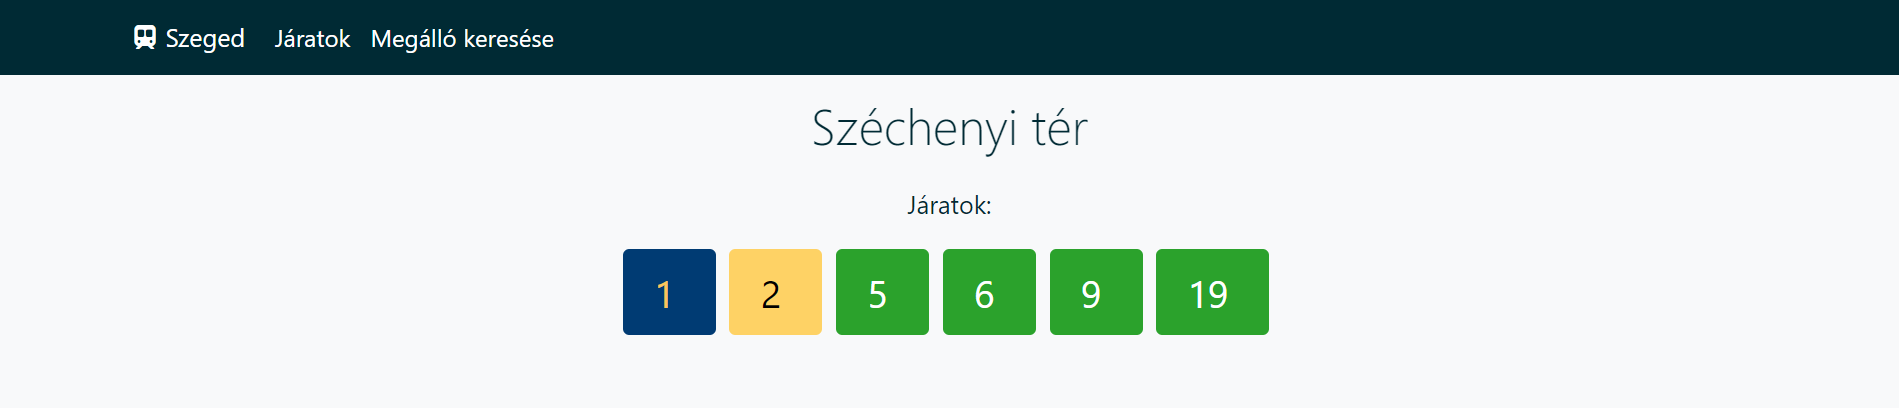 Szeged Járatok Megálló keresése
Széchenyi tér
Járatok:
1 2 5 6 9 19